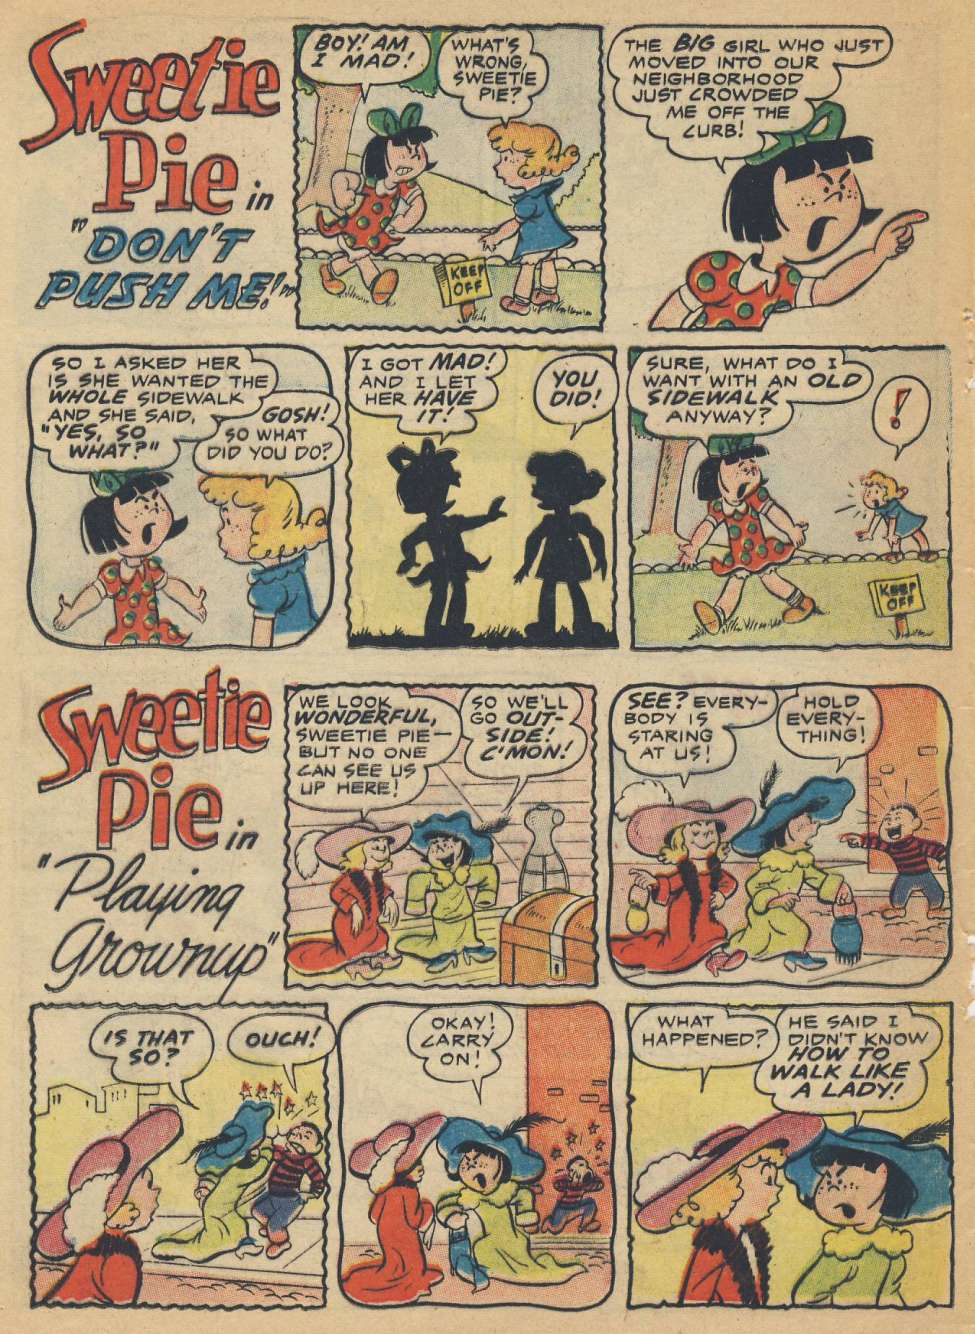 Sweetie
Pie in
"DON'T
PUSH ME!"
BOY! AM
I MAD!
WHAT'S
WRONG,
SWEETIE
PIE?
KEEP
OFF
THE BIG GIRL WHO JUST
MOVED INTO OUR
NEIGHBORHOOD
JUST CROWDED
ME OFF THE
CURB!
SO I ASKED HER
IS SHE WANTED THE
WHOLE SIDEWALK
AND SHE SAID,
"YES, SO
WHAT?"
GOSH!
SO WHAT
DID YOU DO?
I GOT MAD!
AND I LET
HER HAVE
IT!
YOU
DID!
SURE, WHAT DO I
WANT WITH AN OLD
SIDEWALK
ANYWAY?
!
KEEP
OFF
Sweetie
Pie in
"Playing
Grownup"
WE LOOK
WONDERFUL,
SWEETIE PIE—
BUT NO ONE
CAN SEE US
UP HERE!
SO WE'LL
GO OUT-
SIDE!
C'MON!
SEE? EVERY-
BODY IS
STARING
AT US!
HOLD
EVERY-
THING!
IS THAT
SO?
OUCH!
OKAY!
CARRY
ON!
WHAT
HAPPENED?
HE SAID I
DIDN'T KNOW
HOW TO
WALK LIKE
A LADY!